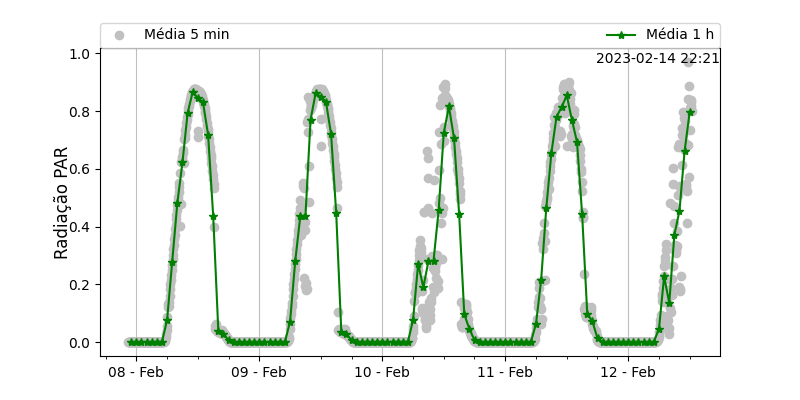 Média 5 min
Média 1 h
2023-02-14 22:21
1.0
0.8
0.6
0.4
0.2
0.0
Radiação PAR
08 - Feb
09 - Feb
10 - Feb
11 - Feb
12 - Feb